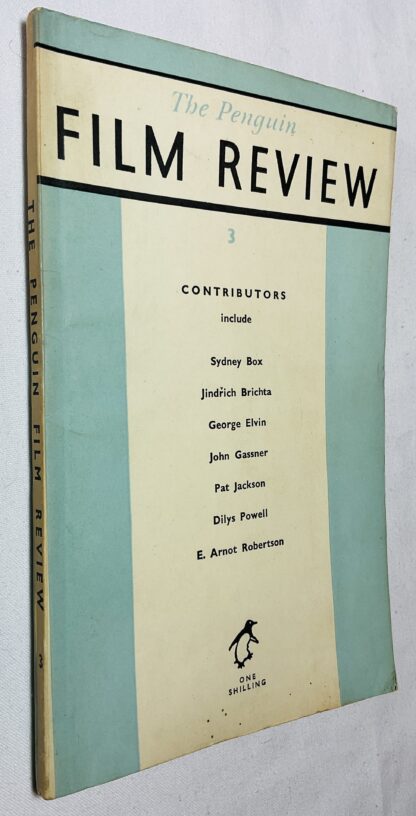 The Penguin
FILM REVIEW
3
CONTRIBUTORS
include
Sydney Box
Jindřich Brichta
George Elvin
John Gassner
Pat Jackson
Dilys Powell
E. Arnot Robertson
ONE
SHILLING
THE PENGUIN FILM REVIEW 3